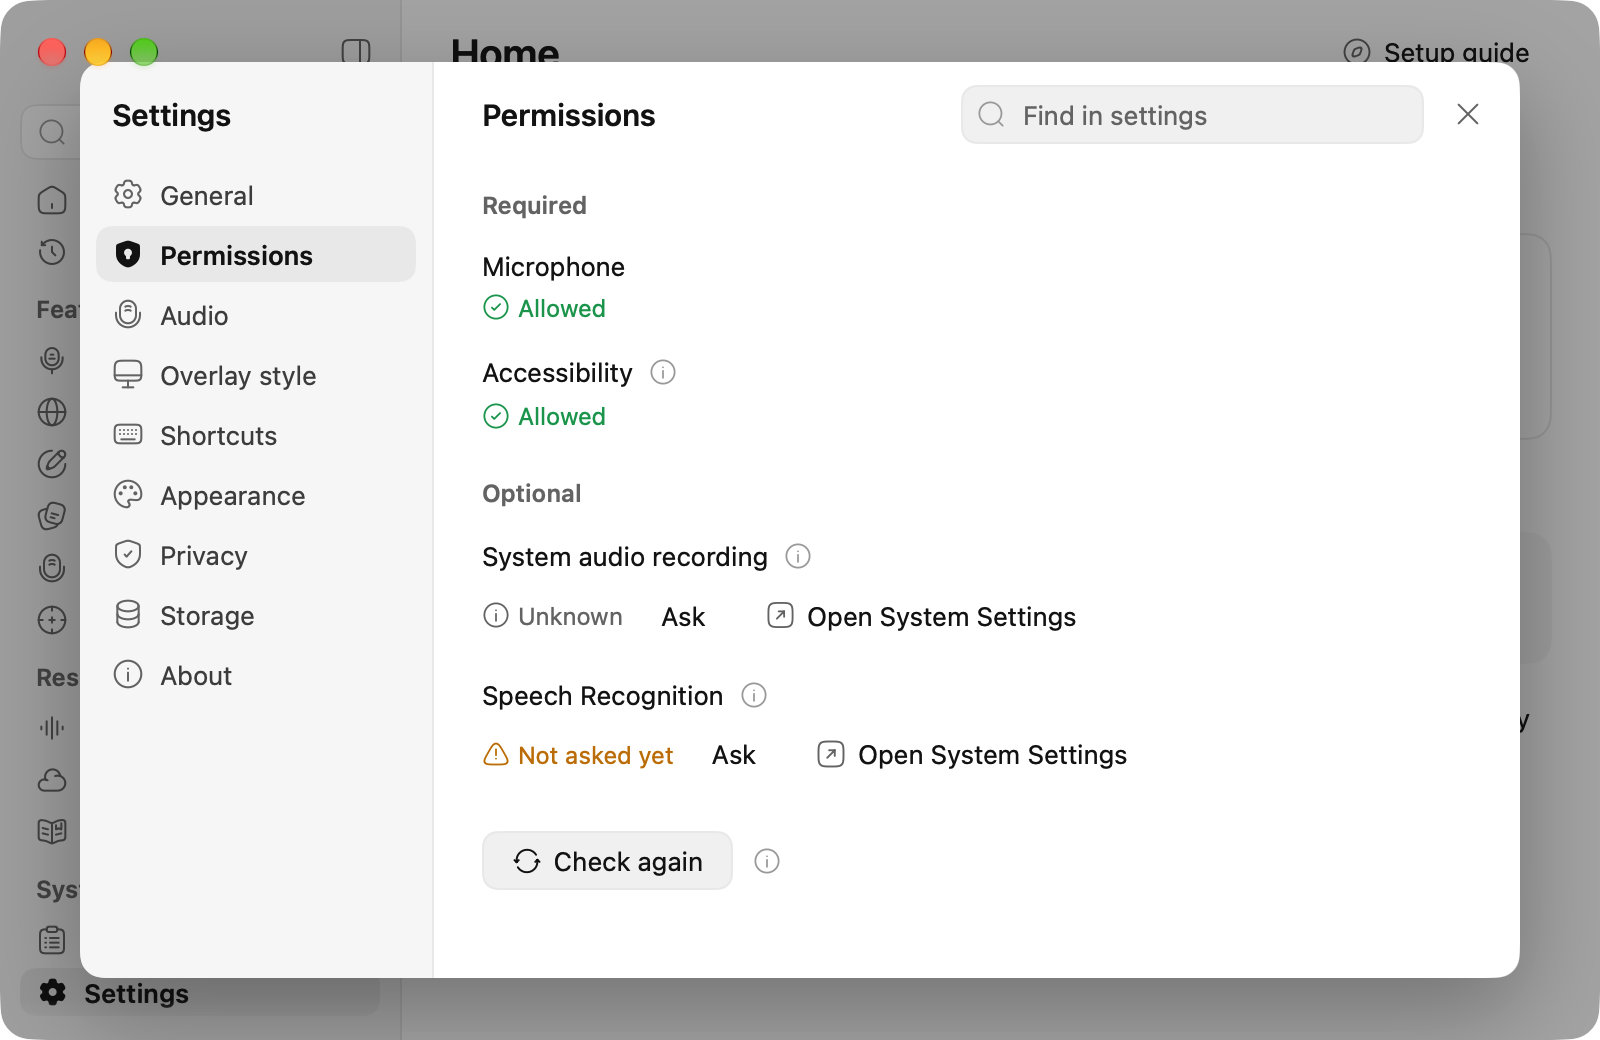 Home
Setup guide
Settings
Permissions
Find in settings
General
Permissions
Audio
Overlay style
Shortcuts
Appearance
Privacy
Storage
About
Required
Microphone
Allowed
Accessibility
Allowed
Optional
System audio recording
Unknown Ask Open System Settings
Speech Recognition
Not asked yet Ask Open System Settings
Check again
Settings